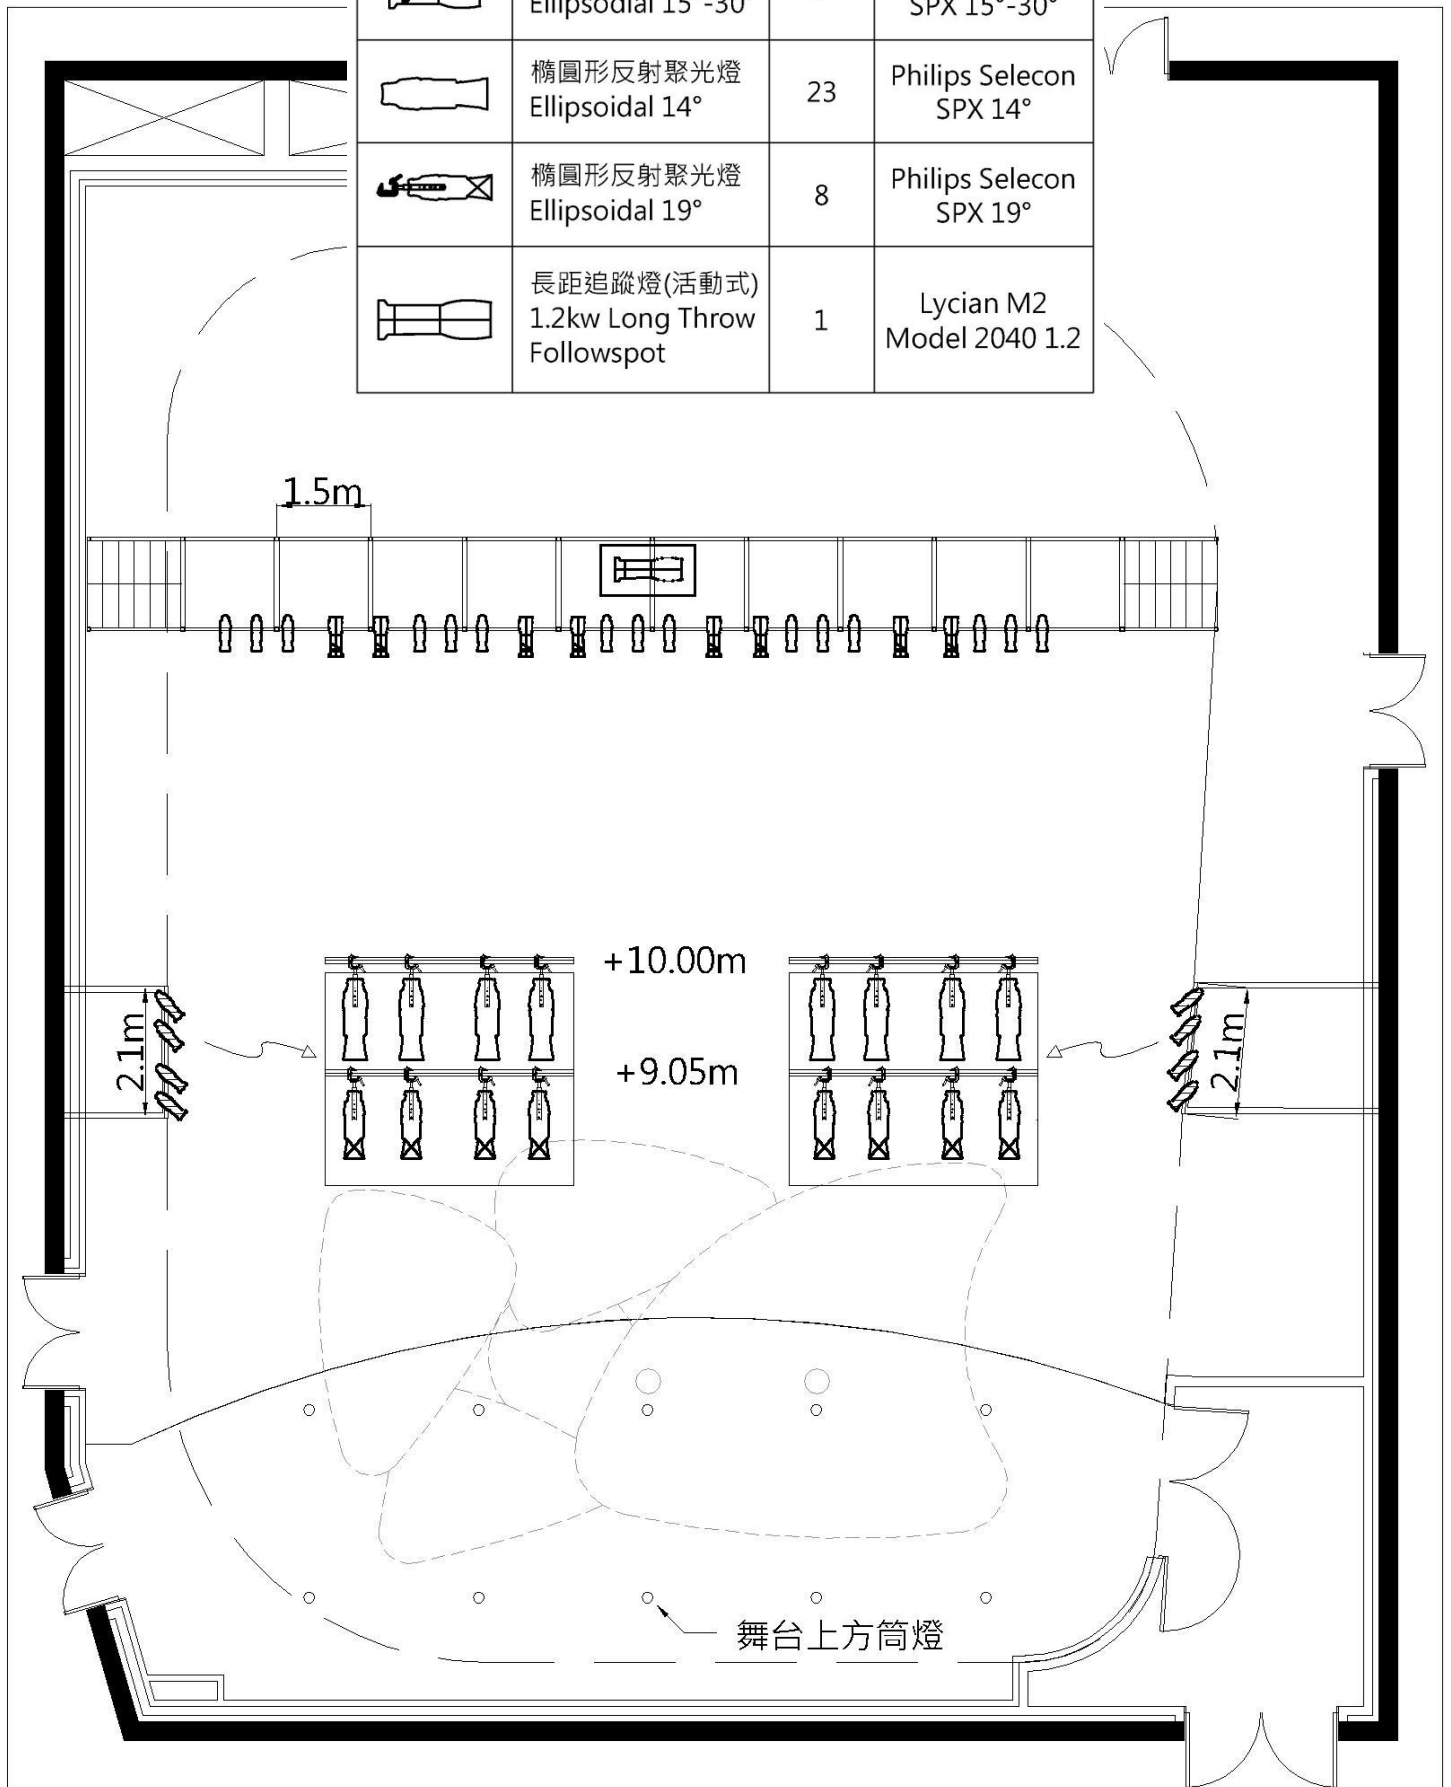 Ellipsodial 15°-30°
SPX 15°-30°
橢圓形反射聚光燈
Ellipsoidal 14°
23
Philips Selecon
SPX 14°
橢圓形反射聚光燈
Ellipsoidal 19°
8
Philips Selecon
SPX 19°
長距追蹤燈(活動式)
1.2kw Long Throw
Followspot
1
Lycian M2
Model 2040 1.2
1.5m
+10.00m
2.1m
+9.05m
2.1m
舞台上方筒燈